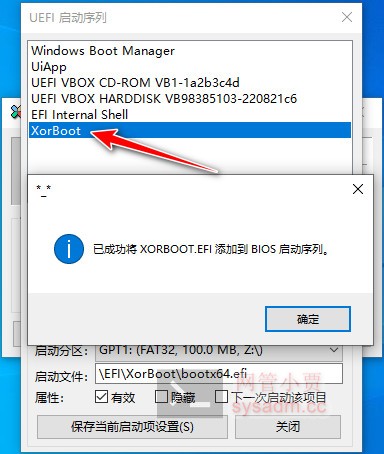 UEFI 启动序列
Windows Boot Manager
UiApp
UEFI VBOX CD-ROM VB1-1a2b3c4d
UEFI VBOX HARDDISK VB98385103-220821c6
EFI Internal Shell
XorBoot
*_*
已成功将 XORBOOT.EFI 添加到 BIOS 启动序列。
确定
启动分区： GPT1: (FAT32, 100.0 MB, Z:\)
启动文件： \EFI\XorBoot\bootx64.efi
属性： 有效 隐藏 下一次启动该项目
保存当前启动项设置(S) 关闭
网管小贾
sysadm.cc